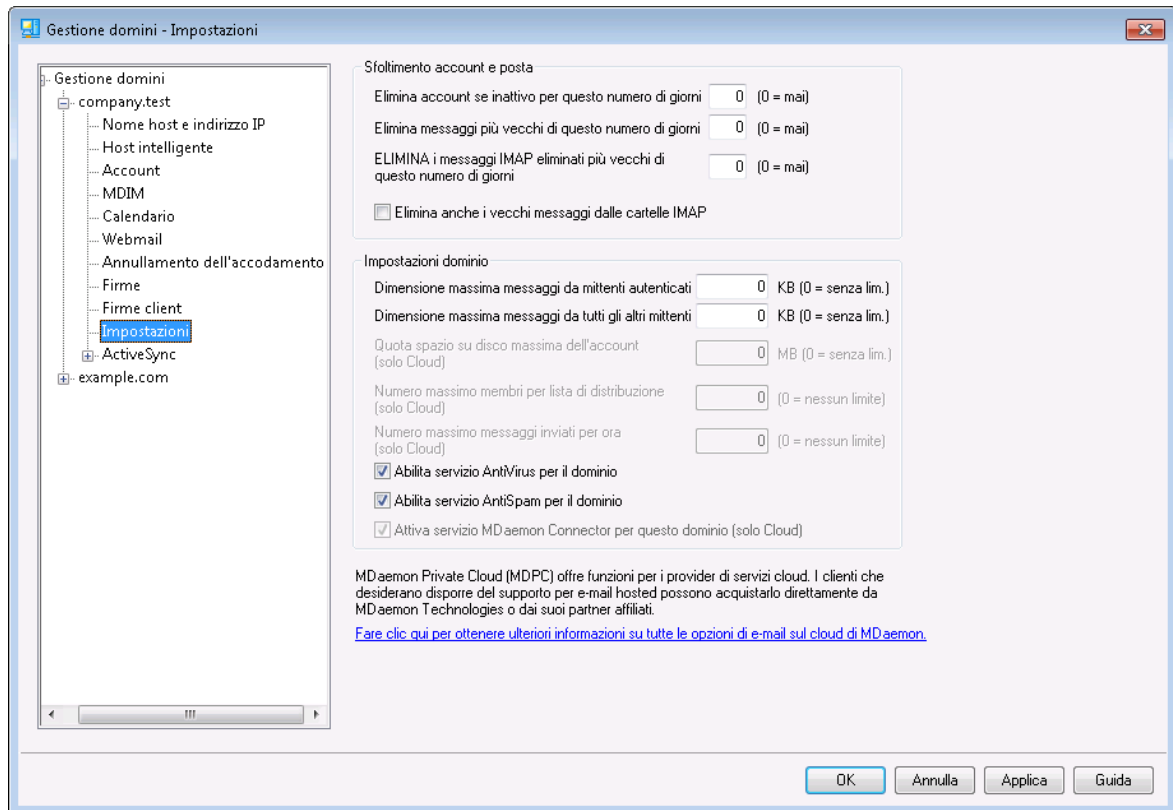 Gestione domini - Impostazioni
Gestione domini
company.test
Nome host e indirizzo IP
Host intelligente
Account
MDIM
Calendario
Webmail
Annullamento dell'accodamento
Firme
Firme client
Impostazioni
ActiveSync
example.com
Sfoltimento account e posta
Elimina account se inattivo per questo numero di giorni 0 (0 = mai)
Elimina messaggi più vecchi di questo numero di giorni 0 (0 = mai)
ELIMINA i messaggi IMAP eliminati più vecchi di
questo numero di giorni 0 (0 = mai)
Elimina anche i vecchi messaggi dalle cartelle IMAP
Impostazioni dominio
Dimensione massima messaggi da mittenti autenticati 0 KB (0 = senza lim.)
Dimensione massima messaggi da tutti gli altri mittenti 0 KB (0 = senza lim.)
Quota spazio su disco massima dell'account
(solo Cloud) 0 MB (0 = senza lim.)
Numero massimo membri per lista di distribuzione
(solo Cloud) 0 (0 = nessun limite)
Numero massimo messaggi inviati per ora
(solo Cloud) 0 (0 = nessun limite)
Abilita servizio AntiVirus per il dominio
Abilita servizio AntiSpam per il dominio
Attiva servizio MDaemon Connector per questo dominio (solo Cloud)
MDaemon Private Cloud (MDPC) offre funzioni per i provider di servizi cloud. I clienti che
desiderano disporre del supporto per e-mail hosted possono acquistarlo direttamente da
MDaemon Technologies o dai suoi partner affiliati.
Fare clic qui per ottenere ulteriori informazioni su tutte le opzioni di e-mail sul cloud di MDaemon.
OK Annulla Applica Guida